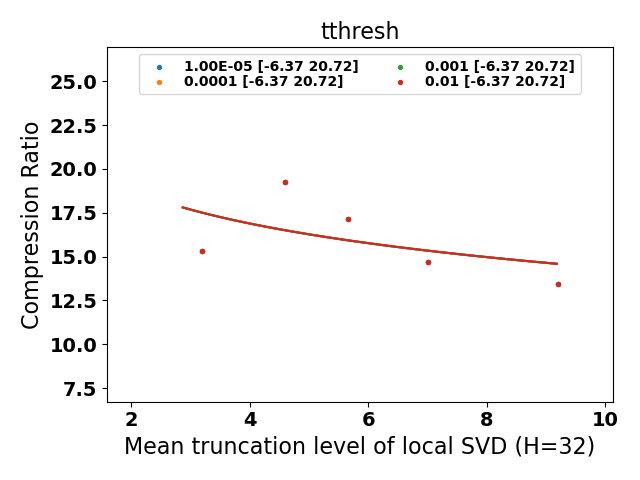 tthresh
1.00E-05 [-6.37 20.72]
0.0001 [-6.37 20.72]
0.001 [-6.37 20.72]
0.01 [-6.37 20.72]
Compression Ratio
25.0
22.5
20.0
17.5
15.0
12.5
10.0
7.5
2 4 6 8 10
Mean truncation level of local SVD (H=32)